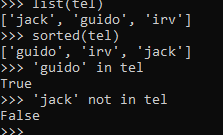 >>> list(tel)
['jack', 'guido', 'irv']
>>> sorted(tel)
['guido', 'irv', 'jack']
>>> 'guido' in tel
True
>>> 'jack' not in tel
False
>>>